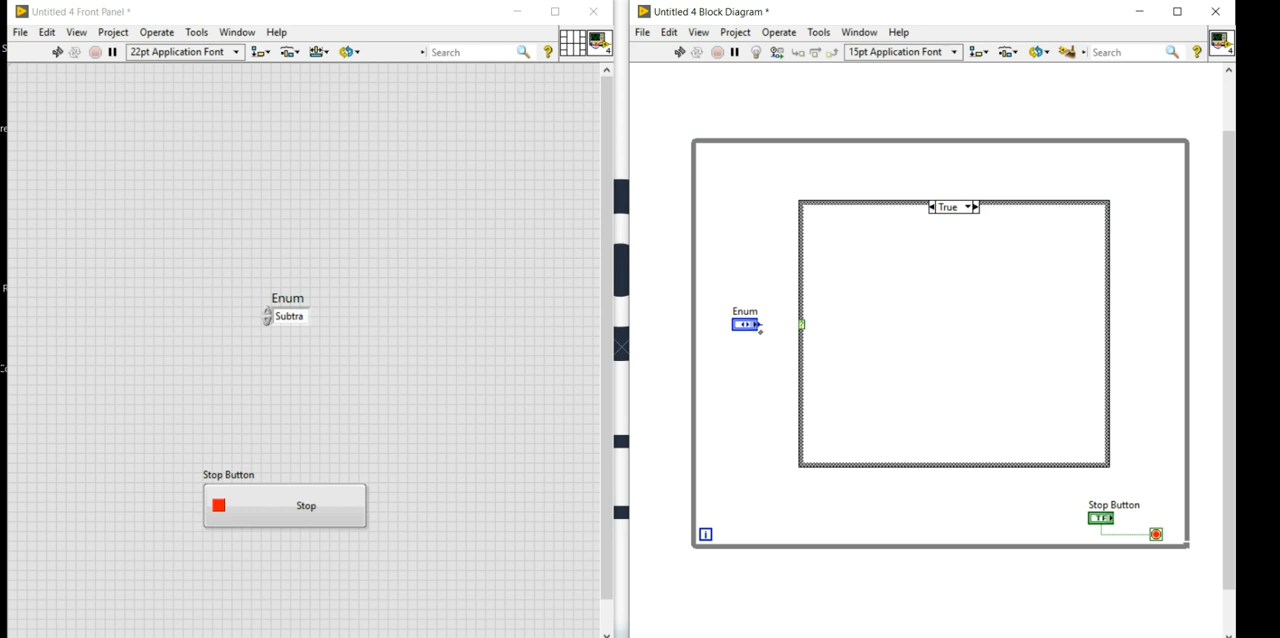 Untitled 4 Front Panel *
File Edit View Project Operate Tools Window Help
22pt Application Font
Search
?
4
Enum
Subtra
Stop Button
Stop
Untitled 4 Block Diagram *
File Edit View Project Operate Tools Window Help
15pt Application Font
Search
?
4
True
Enum
?
Stop Button
TF
i